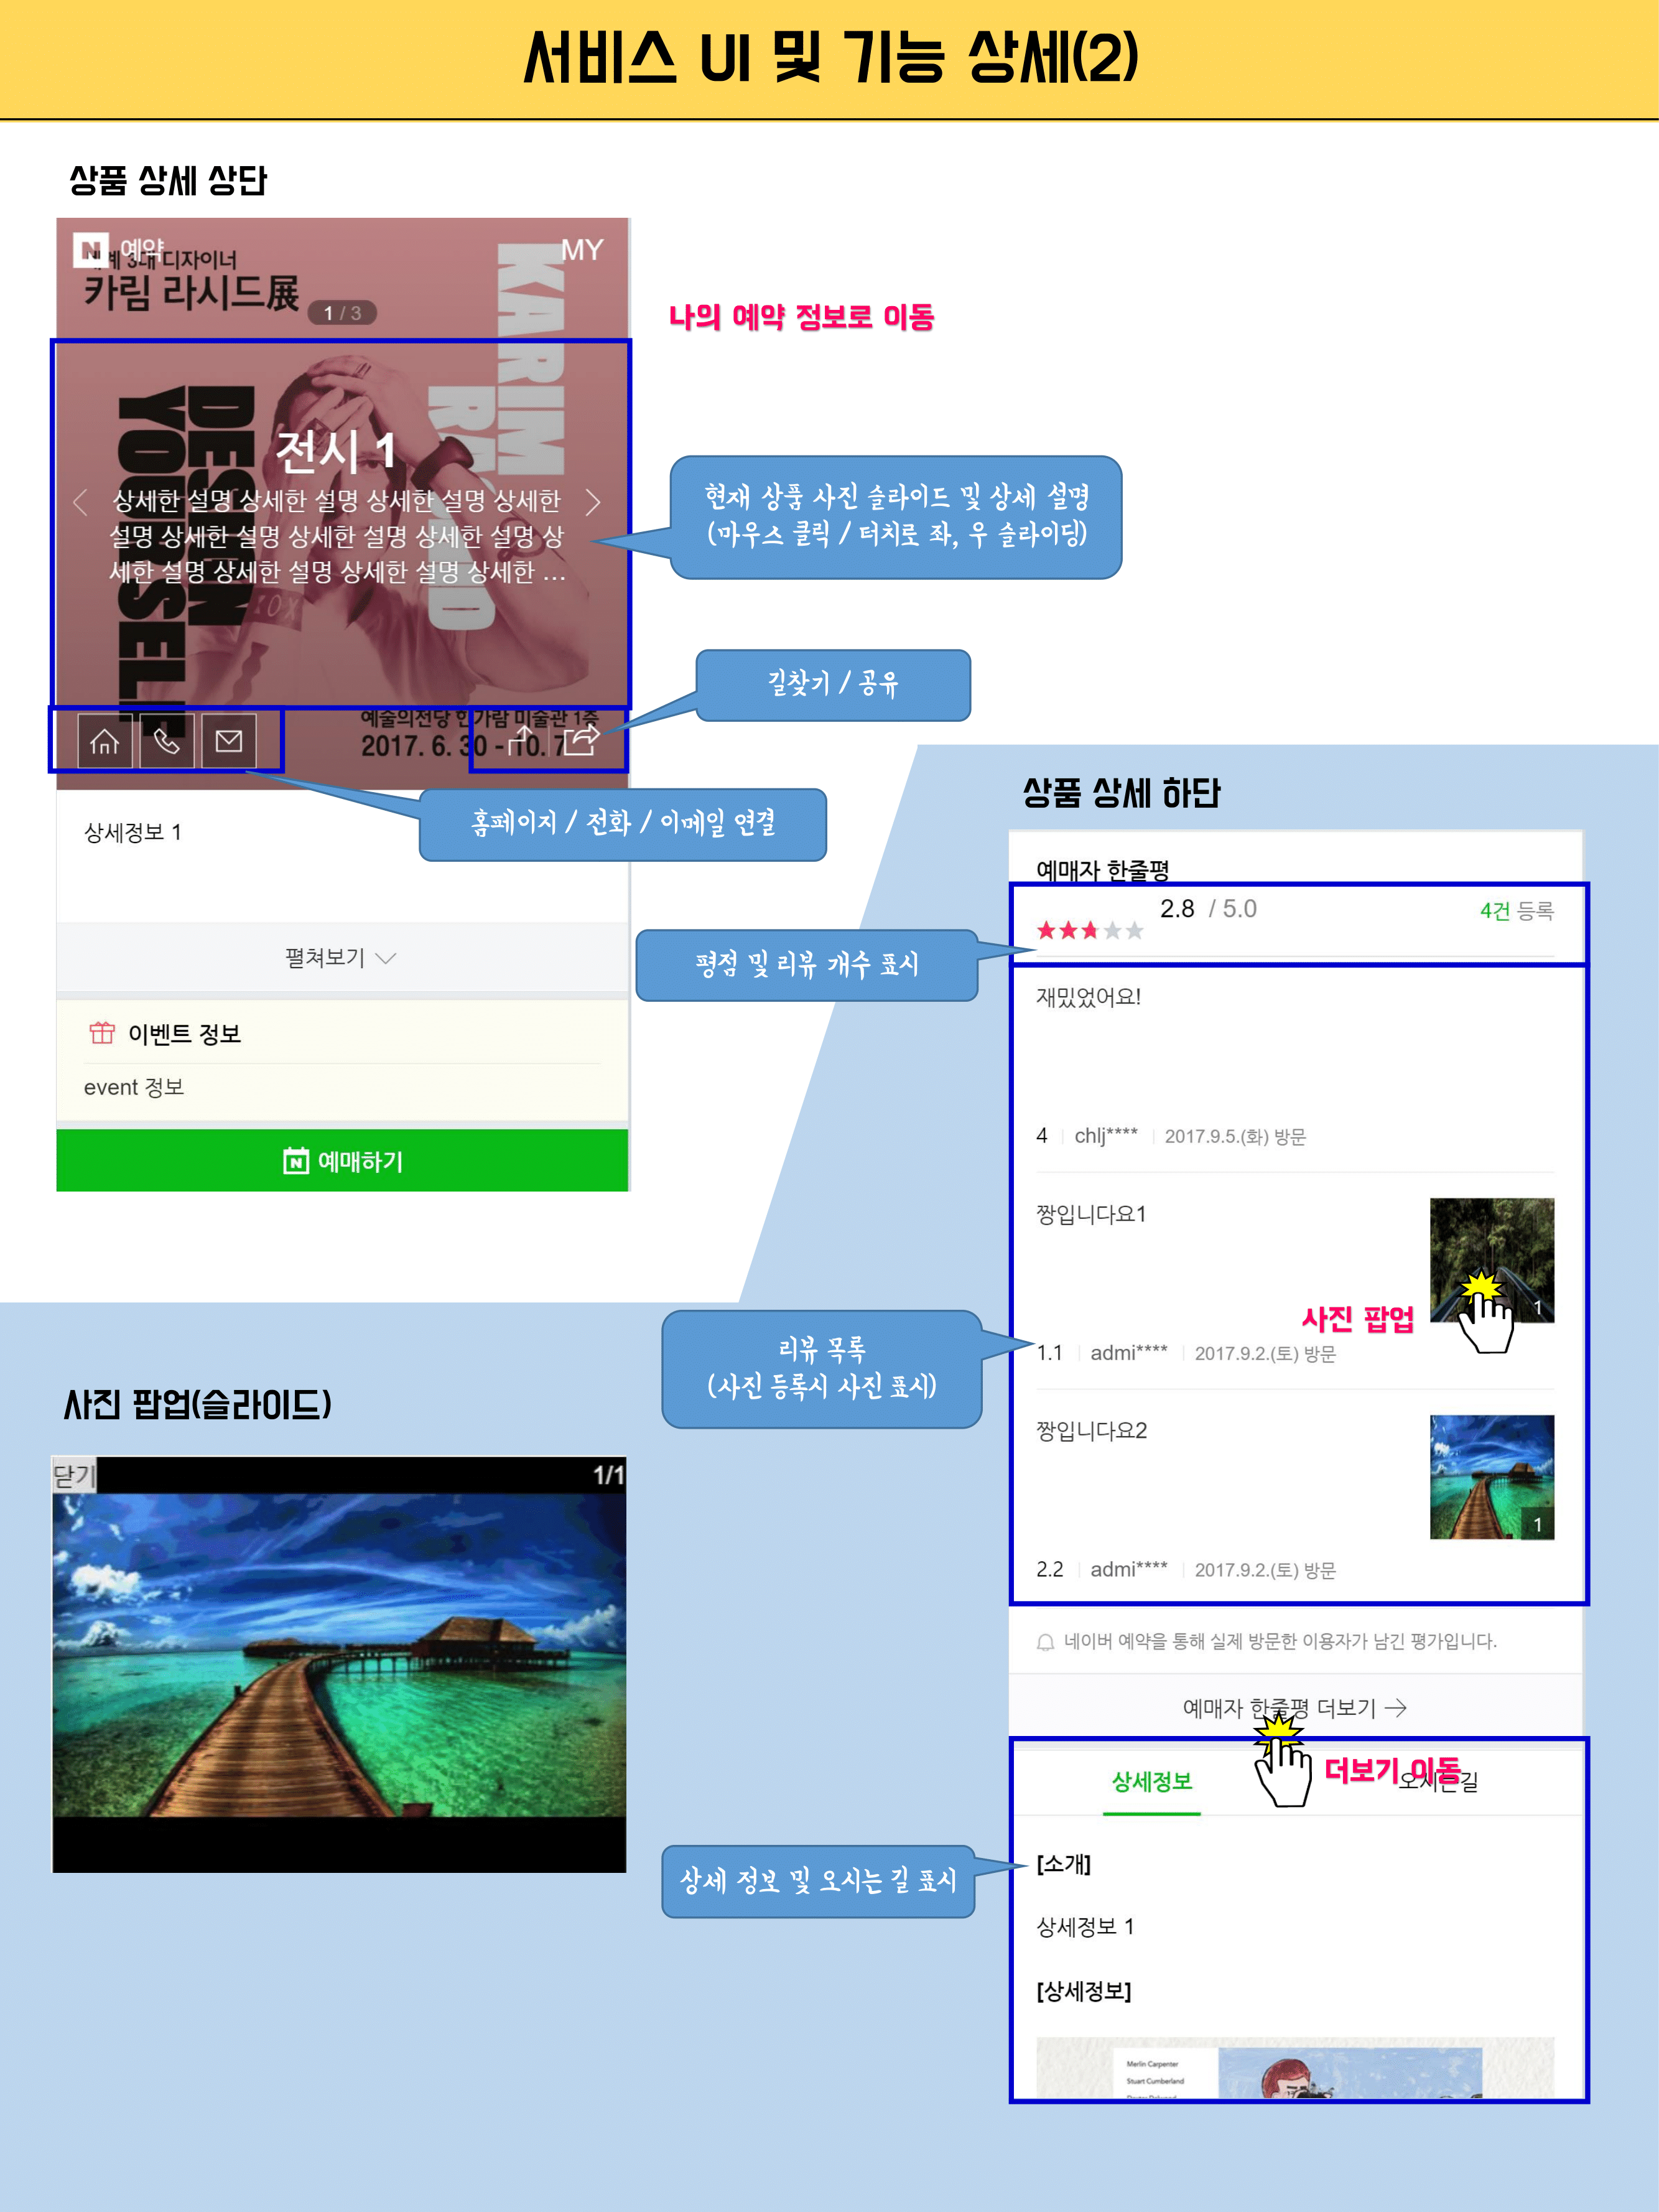 서비스 UI 및 기능 상세(2)
상품 상세 상단
예약
MY
세계 3대 디자이너
카림 라시드展
1 / 3
KARIM
DESIGN
YOURSELF
전시 1
상세한 설명 상세한 설명 상세한 설명 상세한
설명 상세한 설명 상세한 설명 상세한 설명 상
세한 설명 상세한 설명 상세한 설명 상세한 ...
예술의전당 한가람 미술관 1층
2017. 6. 30 - 10. 7
상세정보 1
펼쳐보기
이벤트 정보
event 정보
예매하기
나의 예약 정보로 이동
현재 상품 사진 슬라이드 및 상세 설명
(마우스 클릭 / 터치로 좌, 우 슬라이딩)
길찾기 / 공유
홈페이지 / 전화 / 이메일 연결
상품 상세 하단
예매자 한줄평
2.8 / 5.0
4건 등록
평점 및 리뷰 개수 표시
재밌었어요!
4 chlj**** 2017.9.5.(화) 방문
짱입니다요1
1
사진 팝업
1.1 admi**** 2017.9.2.(토) 방문
리뷰 목록
(사진 등록시 사진 표시)
짱입니다요2
1
2.2 admi**** 2017.9.2.(토) 방문
네이버 예약을 통해 실제 방문한 이용자가 남긴 평가입니다.
예매자 한줄평 더보기
더보기 이동
상세정보
오시는길
상세 정보 및 오시는 길 표시
[소개]
상세정보 1
[상세정보]
Merlin Carpenter
Stuart Cumberland
사진 팝업(슬라이드)
닫기
1/1